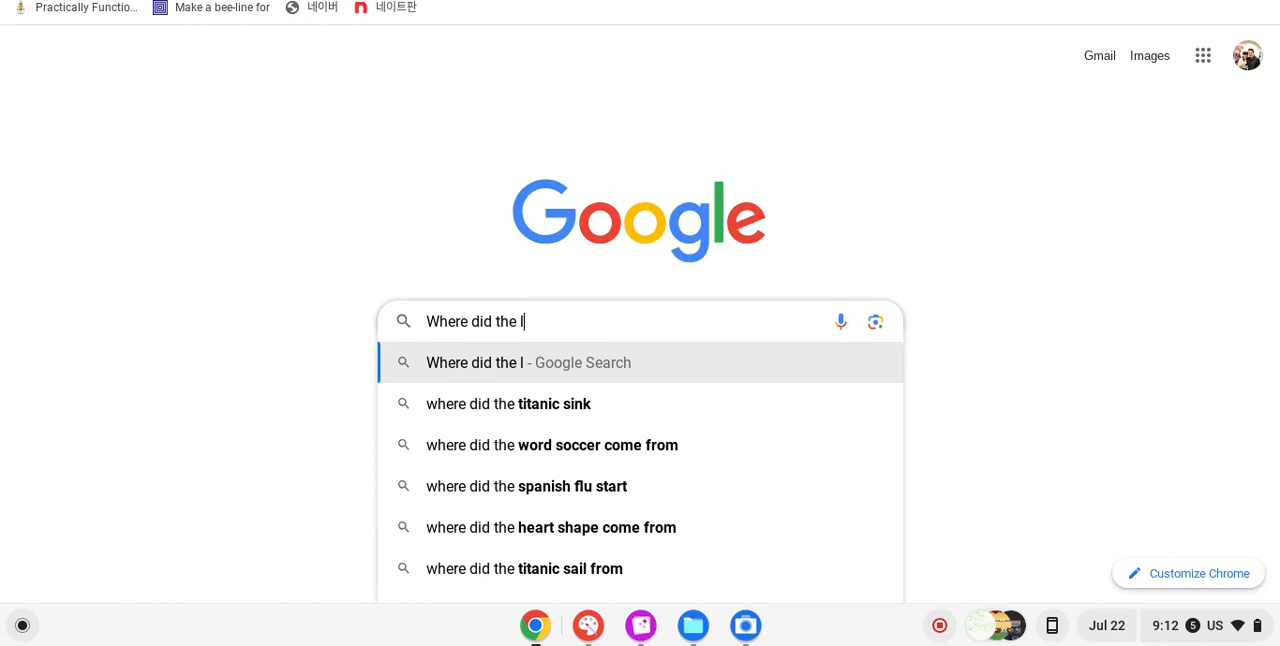 Practically Functio...
Make a bee-line for
네이버
네이트판
Gmail
Images
Google
Where did the l
Where did the l - Google Search
where did the titanic sink
where did the word soccer come from
where did the spanish flu start
where did the heart shape come from
where did the titanic sail from
Customize Chrome
Jul 22
9:12
5
US